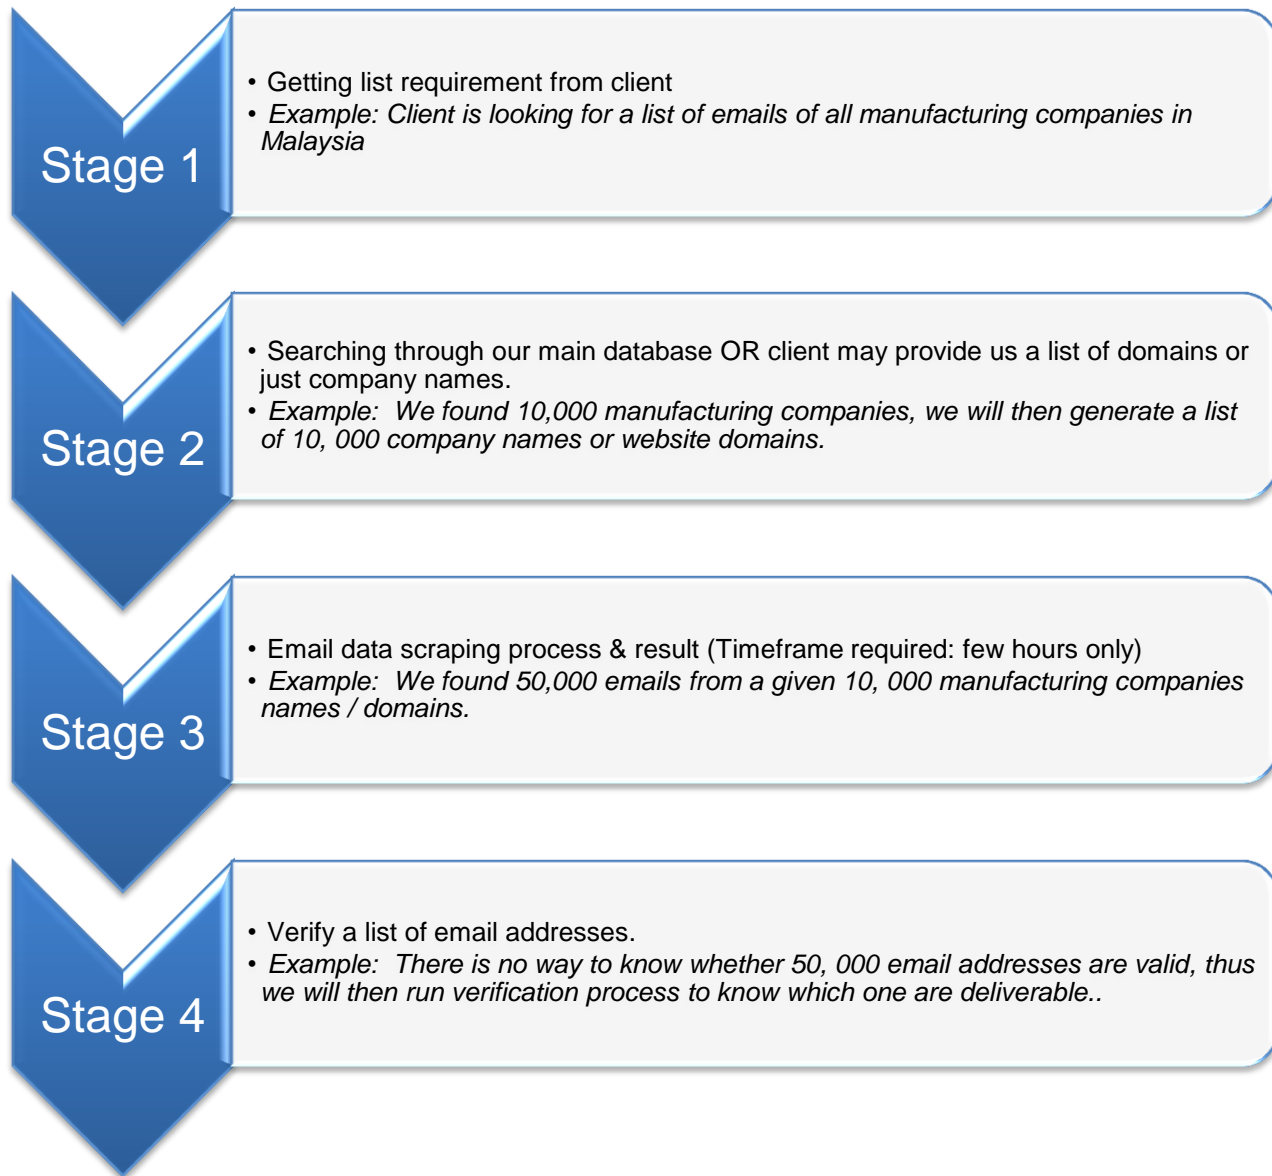 Stage 1
• Getting list requirement from client
• Example: Client is looking for a list of emails of all manufacturing companies in
Malaysia
Stage 2
• Searching through our main database OR client may provide us a list of domains or
just company names.
• Example:  We found 10,000 manufacturing companies, we will then generate a list
of 10, 000 company names or website domains.
Stage 3
• Email data scraping process & result (Timeframe required: few hours only)
• Example:  We found 50,000 emails from a given 10, 000 manufacturing companies
names / domains.
Stage 4
• Verify a list of email addresses.
• Example:  There is no way to know whether 50, 000 email addresses are valid, thus
we will then run verification process to know which one are deliverable..